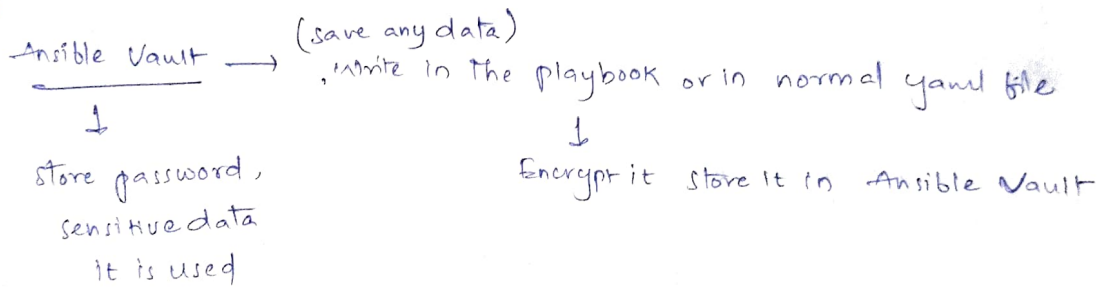 Ansible Vault → (save any data)
, write in the playbook or in normal yaml file
↓
store password,
sensitive data
it is used
↓
Encrypt it store it in Ansible Vault